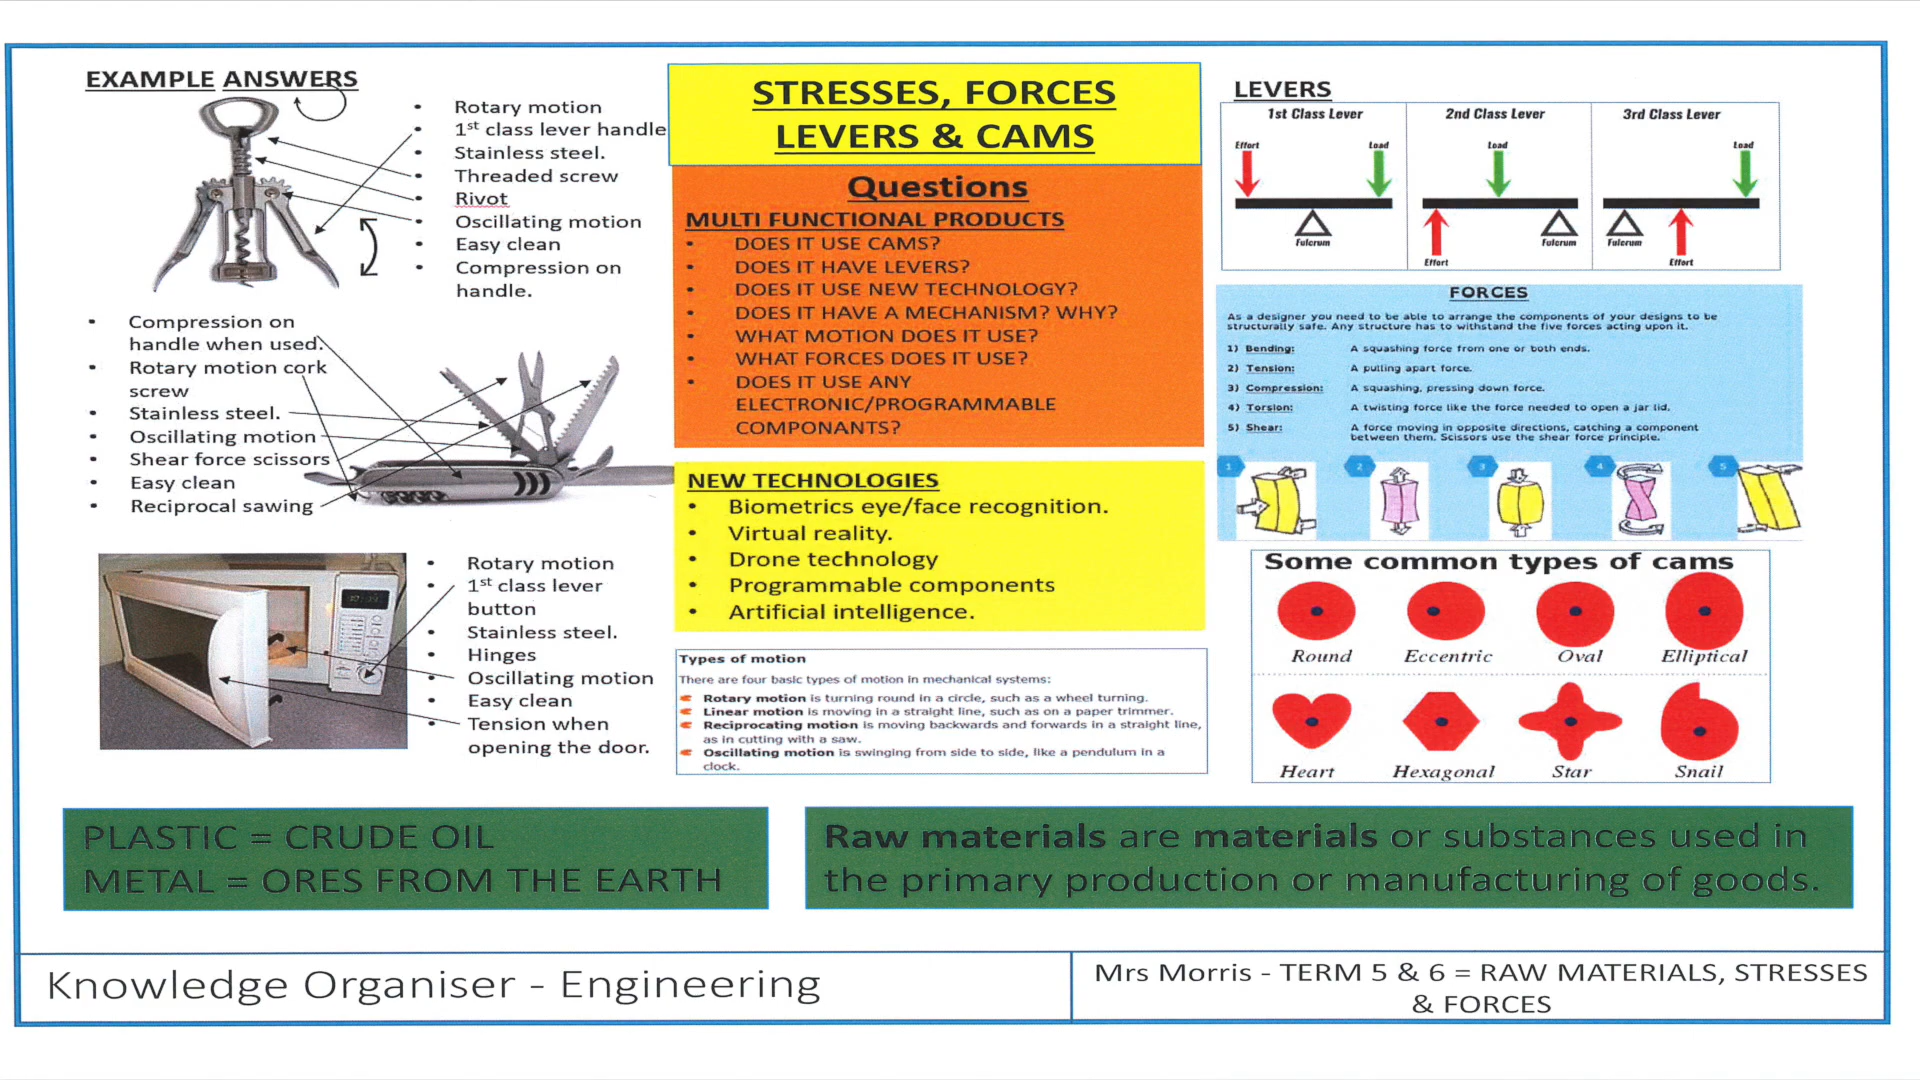 EXAMPLE ANSWERS
• Rotary motion
• 1st class lever handle
• Stainless steel.
• Threaded screw
• Rivot
• Oscillating motion
• Easy clean
• Compression on
handle.
• Compression on
handle when used.
• Rotary motion cork
screw
• Stainless steel.
• Oscillating motion
• Shear force scissors
• Easy clean
• Reciprocal sawing
• Rotary motion
• 1st class lever
button
• Stainless steel.
• Hinges
• Oscillating motion
• Easy clean
• Tension when
opening the door.
STRESSES, FORCES
LEVERS & CAMS
Questions
MULTI FUNCTIONAL PRODUCTS
• DOES IT USE CAMS?
• DOES IT HAVE LEVERS?
• DOES IT USE NEW TECHNOLOGY?
• DOES IT HAVE A MECHANISM? WHY?
• WHAT MOTION DOES IT USE?
• WHAT FORCES DOES IT USE?
• DOES IT USE ANY
ELECTRONIC/PROGRAMMABLE
COMPONANTS?
NEW TECHNOLOGIES
• Biometrics eye/face recognition.
• Virtual reality.
• Drone technology
• Programmable components
• Artificial intelligence.
Types of motion
There are four basic types of motion in mechanical systems:
Rotary motion is turning round in a circle, such as a wheel turning.
Linear motion is moving in a straight line, such as on a paper trimmer.
Reciprocating motion is moving backwards and forwards in a straight line,
as in cutting with a saw.
Oscillating motion is swinging from side to side, like a pendulum in a
clock.
LEVERS
1st Class Lever 2nd Class Lever 3rd Class Lever
Effort Load Load Load
Fulcrum Fulcrum Fulcrum
Effort Effort
FORCES
As a designer you need to be able to arrange the components of your designs to be
structurally safe. Any structure has to withstand the five forces acting upon it.
1) Bending: A squashing force from one or both ends.
2) Tension: A pulling apart force.
3) Compression: A squashing, pressing down force.
4) Torsion: A twisting force like the force needed to open a jar lid.
5) Shear: A force moving in opposite directions, catching a component
between them. Scissors use the shear force principle.
1 2 3 4 5
Some common types of cams
Round Eccentric Oval Elliptical
Heart Hexagonal Star Snail
PLASTIC = CRUDE OIL
METAL = ORES FROM THE EARTH
Raw materials are materials or substances used in
the primary production or manufacturing of goods.
Knowledge Organiser - Engineering
Mrs Morris - TERM 5 & 6 = RAW MATERIALS, STRESSES
& FORCES